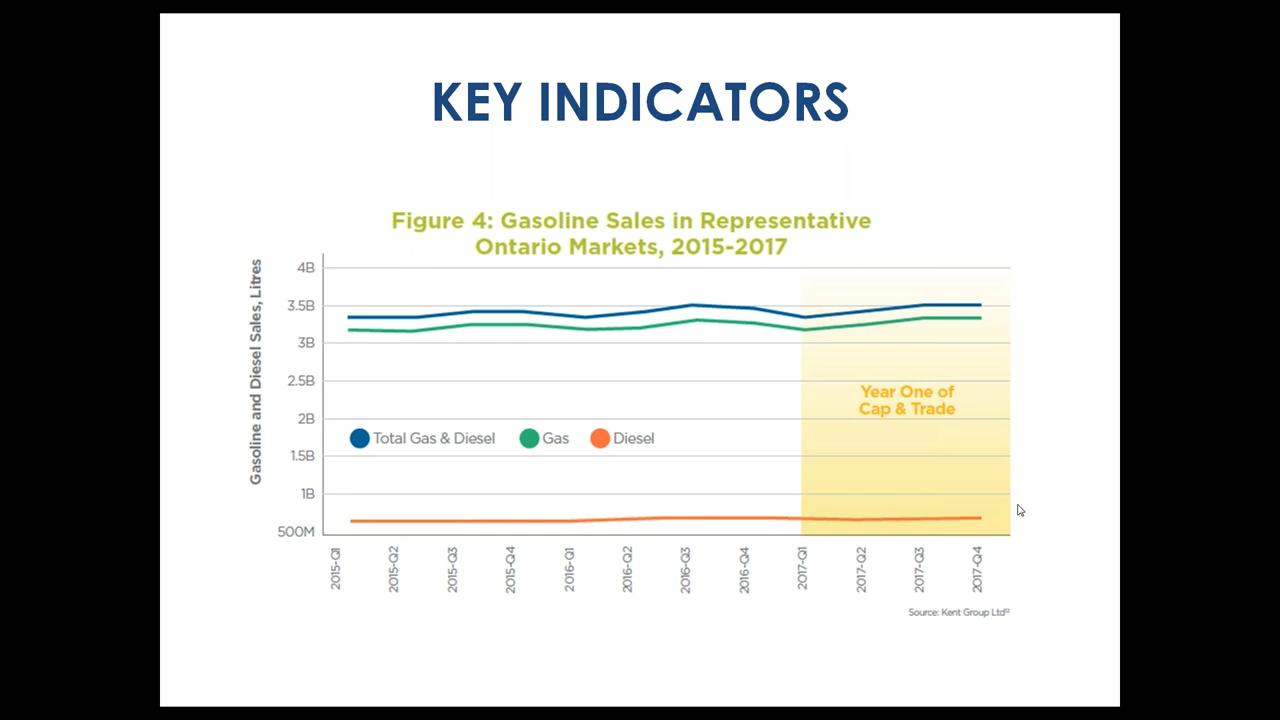 KEY INDICATORS
Figure 4: Gasoline Sales in Representative
Ontario Markets, 2015-2017
Gasoline and Diesel Sales, Litres
4B
3.5B
3B
2.5B
2B
1.5B
1B
500M
Year One of
Cap & Trade
Total Gas & Diesel
Gas
Diesel
2015-Q1
2015-Q2
2015-Q3
2015-Q4
2016-Q1
2016-Q2
2016-Q3
2016-Q4
2017-Q1
2017-Q2
2017-Q3
2017-Q4
Source: Kent Group Ltd